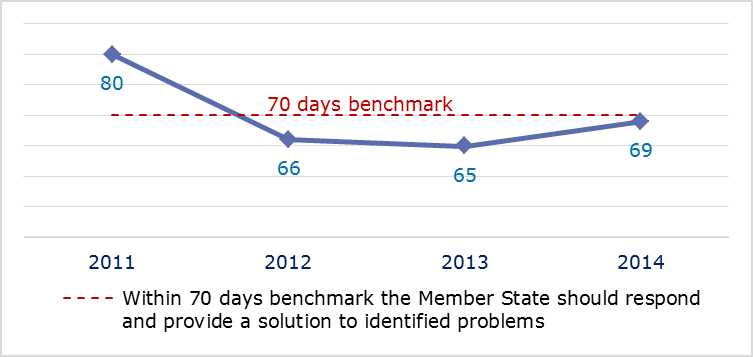 80
70 days benchmark
66
65
69
2011 2012 2013 2014
Within 70 days benchmark the Member State should respond
and provide a solution to identified problems